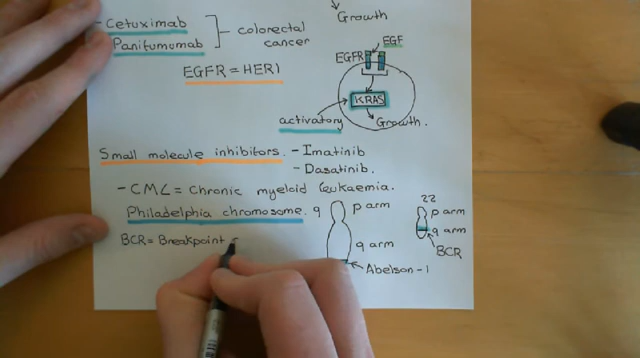 ↓ Growth
- Cetuximab
Panitumumab
- colorectal cancer
EGFR = HER1
EGFR
EGF
KRAS
activatory
Growth.
Small molecule inhibitors. - Imatinib
- Dasatinib.
- CML = Chronic myeloid leukaemia.
Philadelphia chromosome.
9
p arm
q arm
Abelson-1
22
p arm
q arm
BCR
BCR = Breakpoint c